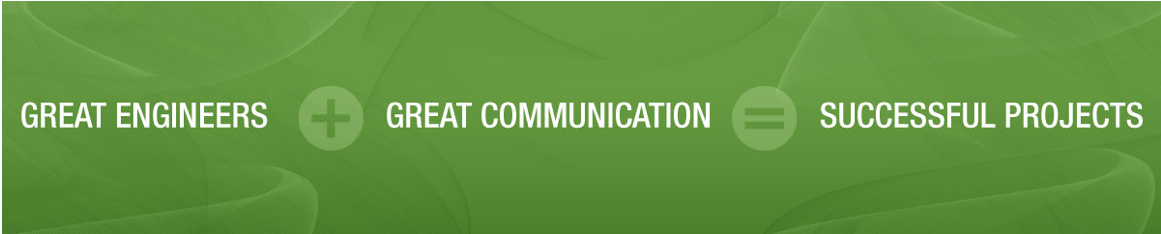 GREAT ENGINEERS + GREAT COMMUNICATION = SUCCESSFUL PROJECTS